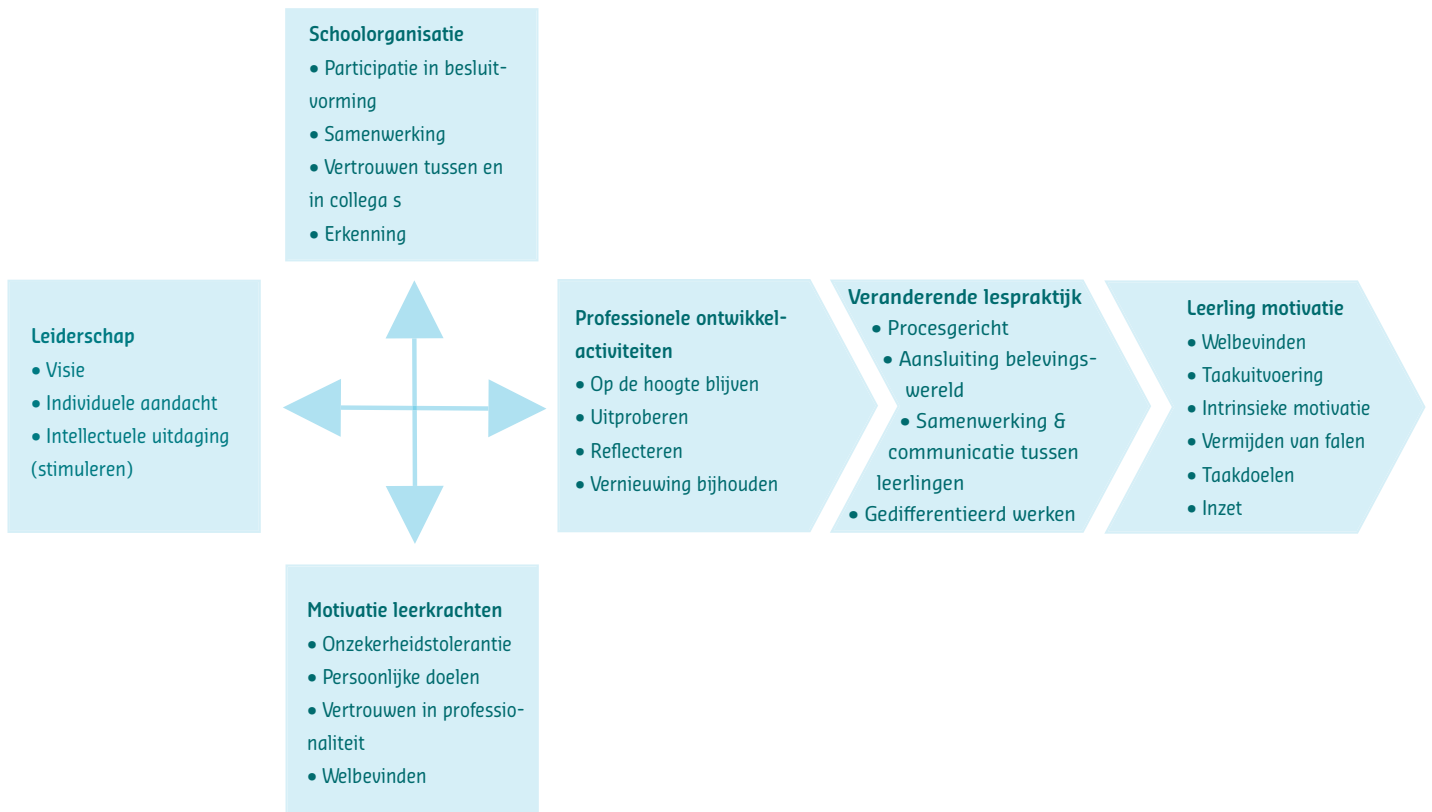 Schoolorganisatie
• Participatie in besluit-
vorming
• Samenwerking
• Vertrouwen tussen en
in collega s
• Erkenning
Leiderschap
• Visie
• Individuele aandacht
• Intellectuele uitdaging
(stimuleren)
Professionele ontwikkel-
activiteiten
• Op de hoogte blijven
• Uitproberen
• Reflecteren
• Vernieuwing bijhouden
Veranderende lespraktijk
• Procesgericht
• Aansluiting belevings-
wereld
• Samenwerking &
communicatie tussen
leerlingen
• Gedifferentieerd werken
Leerling motivatie
• Welbevinden
• Taakuitvoering
• Intrinsieke motivatie
• Vermijden van falen
• Taakdoelen
• Inzet
Motivatie leerkrachten
• Onzekerheidstolerantie
• Persoonlijke doelen
• Vertrouwen in professio-
naliteit
• Welbevinden